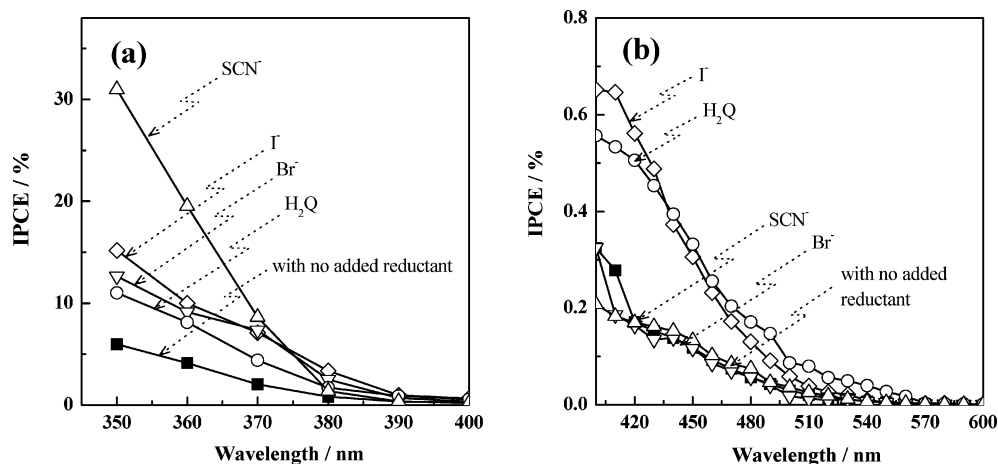 (a)
SCN⁻
I⁻
Br⁻
H₂Q
with no added reductant
IPCE / %
30
20
10
0
350 360 370 380 390 400
Wavelength / nm
(b)
I⁻
H₂Q
SCN⁻
Br⁻
with no added
reductant
IPCE / %
0.8
0.6
0.4
0.2
0.0
420 450 480 510 540 570 600
Wavelength / nm